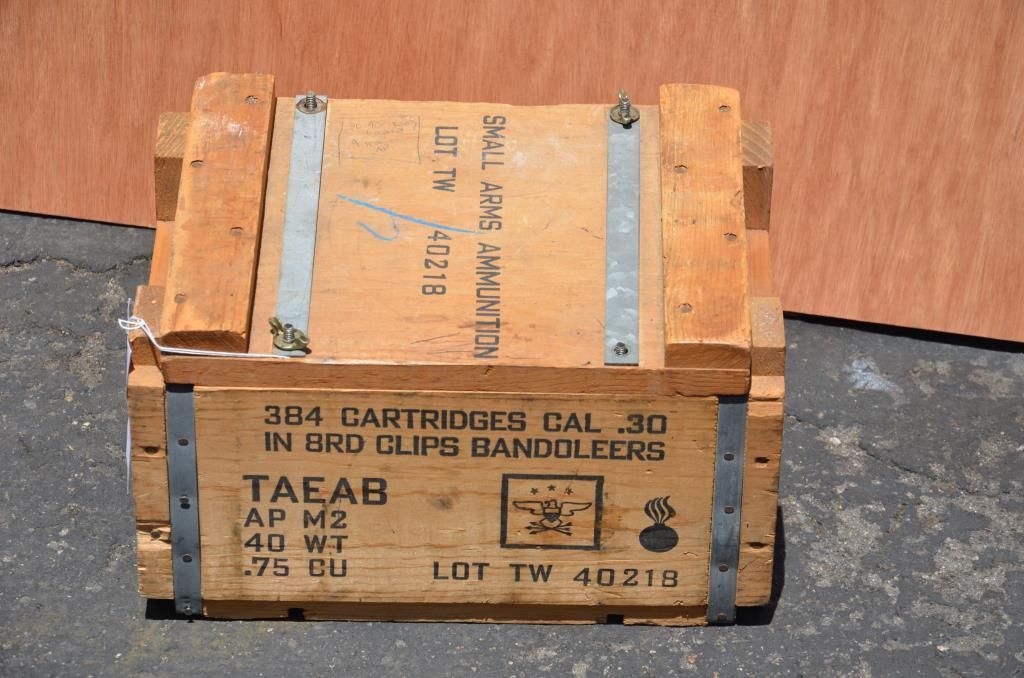 SMALL ARMS AMMUNITION
LOT TW 40218
384 CARTRIDGES CAL .30
IN 8RD CLIPS BANDOLEERS
TAEAB
AP M2
40 WT
.75 CU
LOT TW 40218